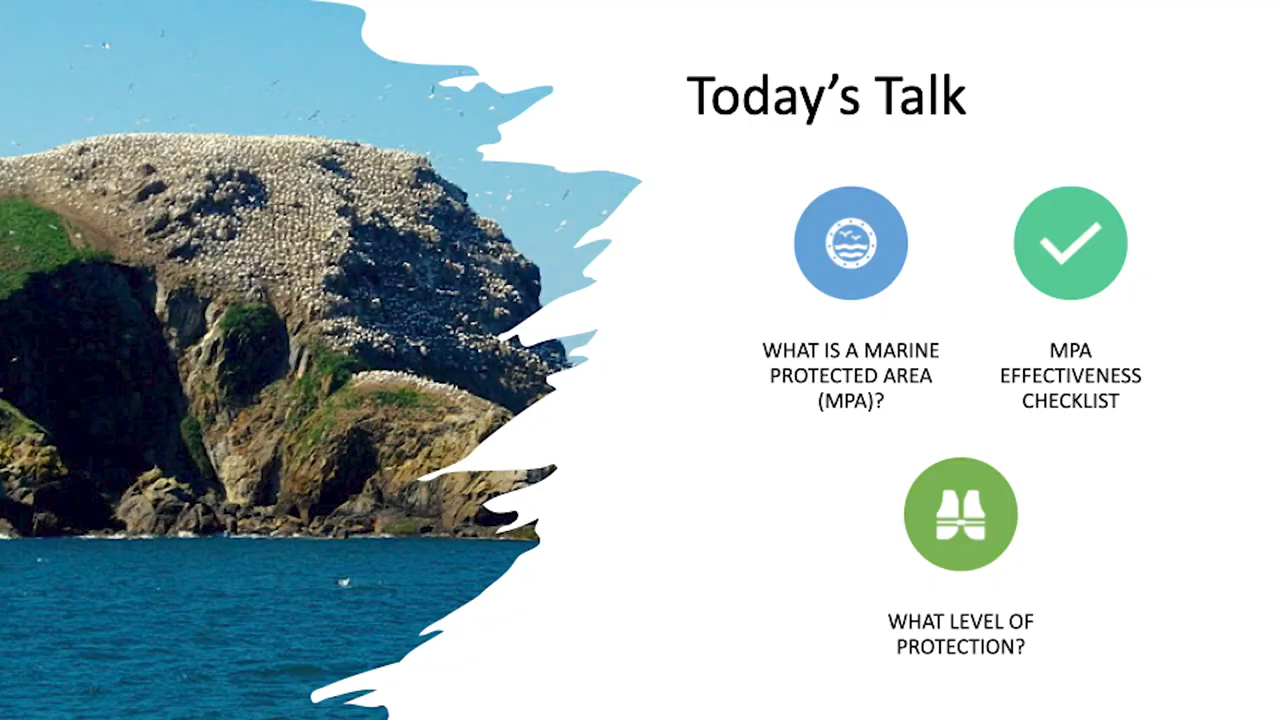 Today's Talk
WHAT IS A MARINE
PROTECTED AREA
(MPA)?
MPA
EFFECTIVENESS
CHECKLIST
WHAT LEVEL OF
PROTECTION?